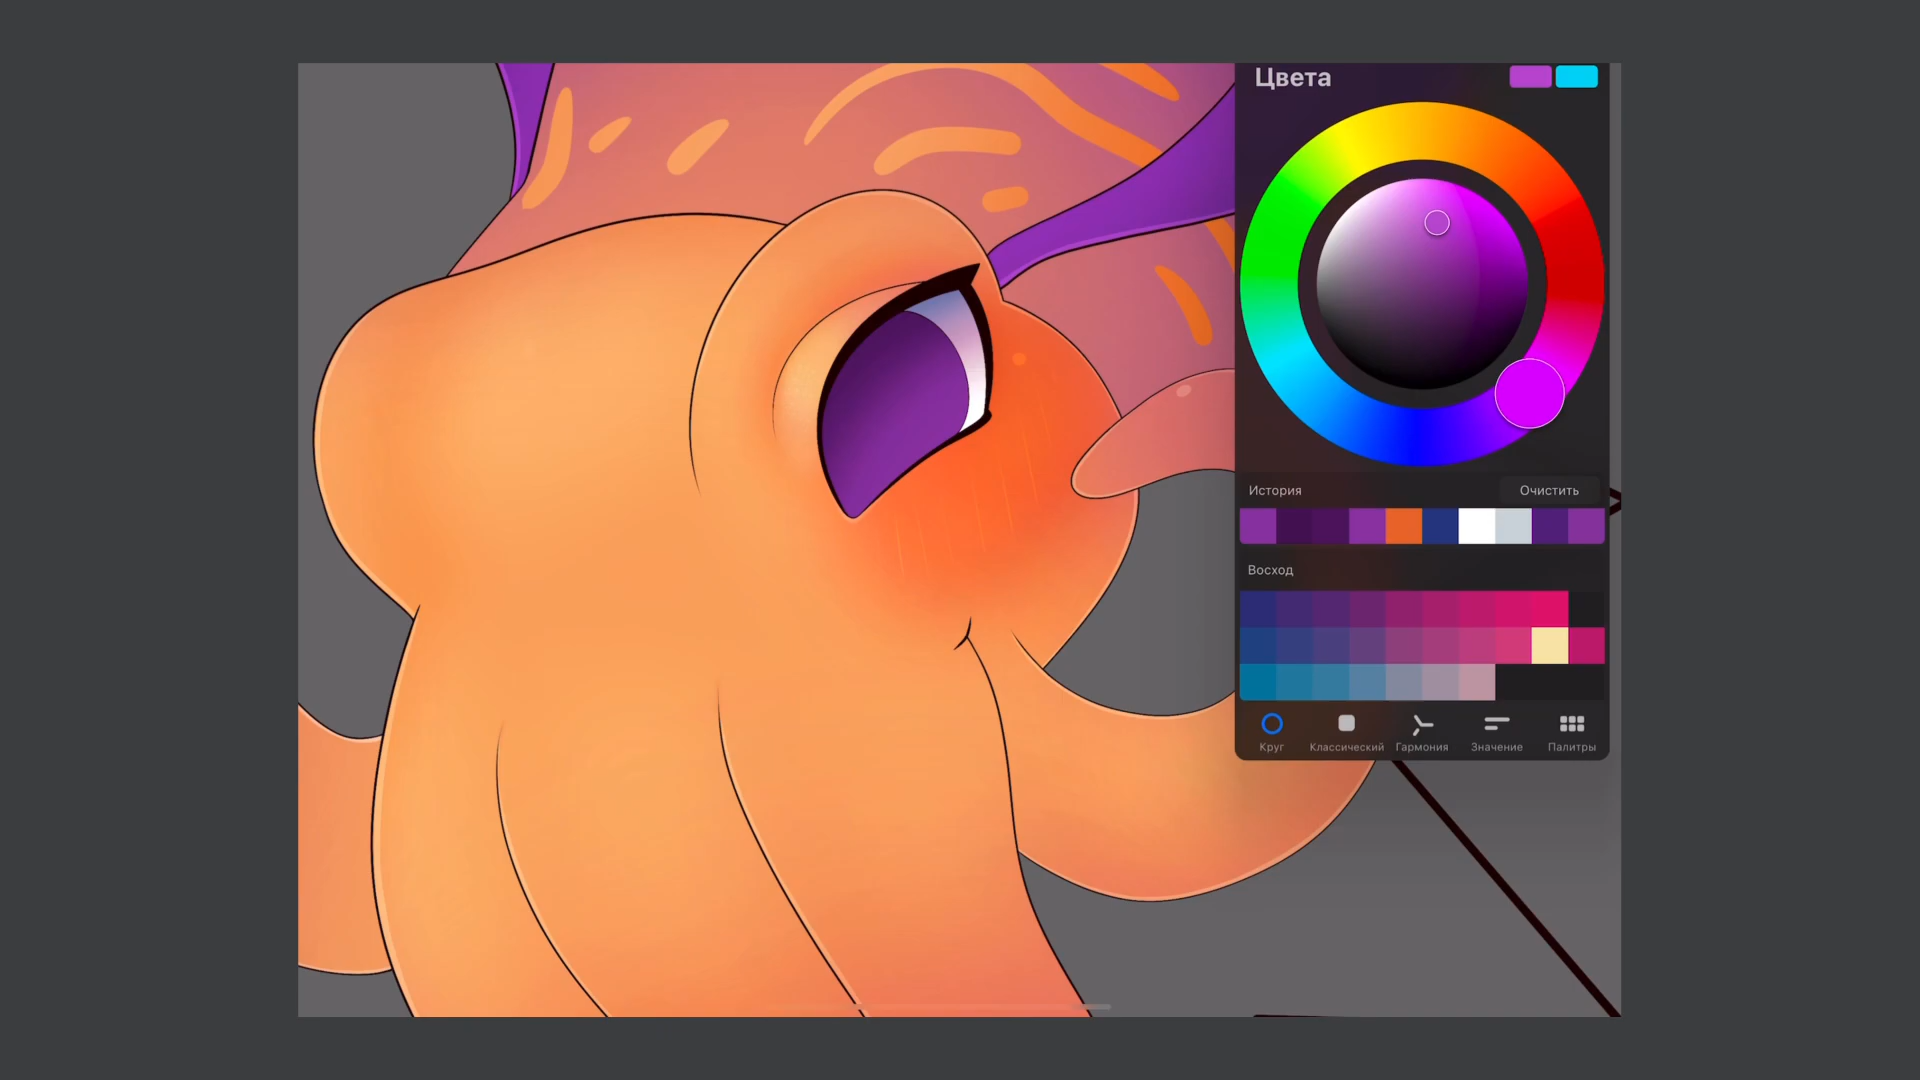 Цвета
История Очистить
Восход
Круг Классический Гармония Значение Палитры